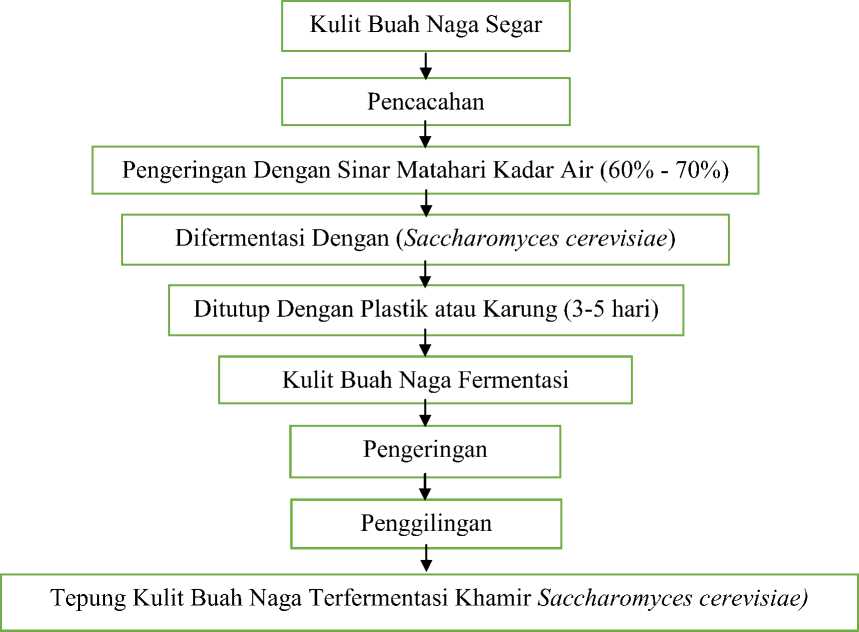 Kulit Buah Naga Segar
Pencacahan
Pengeringan Dengan Sinar Matahari Kadar Air (60% - 70%)
Difermentasi Dengan (Saccharomyces cerevisiae)
Ditutup Dengan Plastik atau Karung (3-5 hari)
Kulit Buah Naga Fermentasi
Pengeringan
Penggilingan
Tepung Kulit Buah Naga Terfermentasi Khamir Saccharomyces cerevisiae)